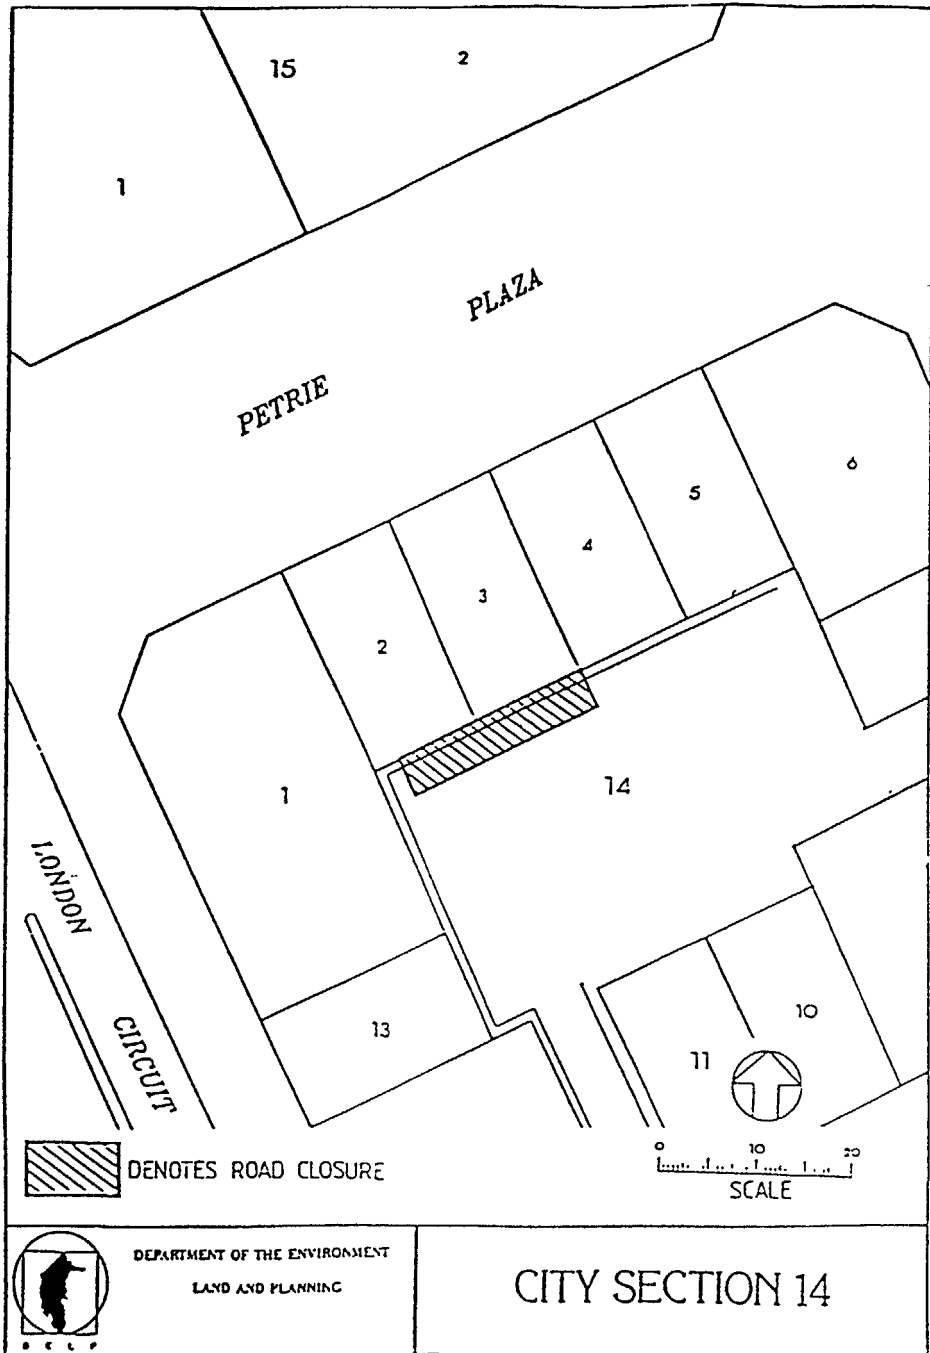 15
2
1
PLAZA
PETRIE
6
5
4
3
2
1
14
LONDON
CIRCUIT
13
10
11
DENOTES ROAD CLOSURE
0 10 20
SCALE
DEPARTMENT OF THE ENVIRONMENT
LAND AND PLANNING
CITY SECTION 14
D E L P